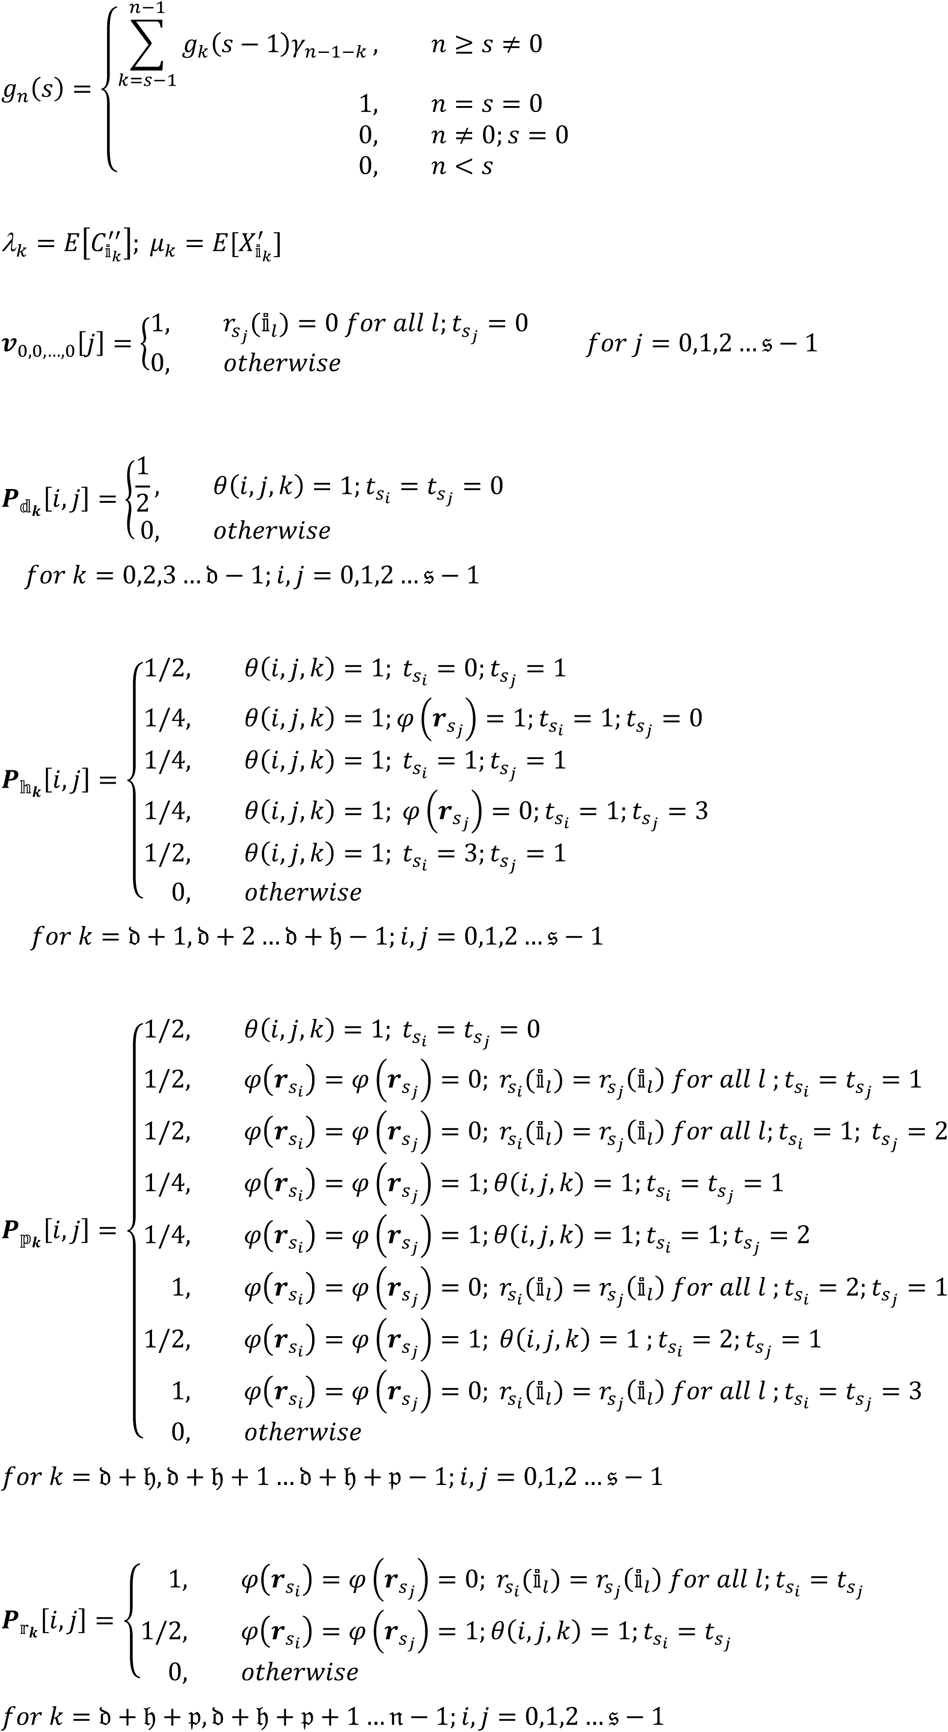 gₙ(s) = { ∑_{k=s−1}^{n−1} gₖ(s − 1)γ_{n−1−k} , n ≥ s ≠ 0
1, n = s = 0
0, n ≠ 0; s = 0
0, n < s
λₖ = E[C″_{𝕚ₖ}]; μₖ = E[X′_{𝕚ₖ}]
𝒗_{0,0,…,0}[j] = { 1, r_{s_j}(𝕚_l) = 0 for all l; t_{s_j} = 0
0, otherwise for j = 0,1,2 … 𝔰 − 1
𝑷_{𝕕ₖ}[i, j] = { 1/2, θ(i, j, k) = 1; t_{s_i} = t_{s_j} = 0
0, otherwise
for k = 0,2,3 … 𝔡 − 1; i, j = 0,1,2 … 𝔰 − 1
𝑷_{𝕙ₖ}[i, j] = { 1/2, θ(i, j, k) = 1; t_{s_i} = 0; t_{s_j} = 1
1/4, θ(i, j, k) = 1; φ(𝒓_{s_j}) = 1; t_{s_i} = 1; t_{s_j} = 0
1/4, θ(i, j, k) = 1; t_{s_i} = 1; t_{s_j} = 1
1/4, θ(i, j, k) = 1; φ(𝒓_{s_j}) = 0; t_{s_i} = 1; t_{s_j} = 3
1/2, θ(i, j, k) = 1; t_{s_i} = 3; t_{s_j} = 1
0, otherwise
for k = 𝔡 + 1, 𝔡 + 2 … 𝔡 + 𝔥 − 1; i, j = 0,1,2 … 𝔰 − 1
𝑷_{𝕡ₖ}[i, j] = { 1/2, θ(i, j, k) = 1; t_{s_i} = t_{s_j} = 0
1/2, φ(𝒓_{s_i}) = φ(𝒓_{s_j}) = 0; r_{s_i}(𝕚_l) = r_{s_j}(𝕚_l) for all l ; t_{s_i} = t_{s_j} = 1
1/2, φ(𝒓_{s_i}) = φ(𝒓_{s_j}) = 0; r_{s_i}(𝕚_l) = r_{s_j}(𝕚_l) for all l; t_{s_i} = 1; t_{s_j} = 2
1/4, φ(𝒓_{s_i}) = φ(𝒓_{s_j}) = 1; θ(i, j, k) = 1; t_{s_i} = t_{s_j} = 1
1/4, φ(𝒓_{s_i}) = φ(𝒓_{s_j}) = 1; θ(i, j, k) = 1; t_{s_i} = 1; t_{s_j} = 2
1, φ(𝒓_{s_i}) = φ(𝒓_{s_j}) = 0; r_{s_i}(𝕚_l) = r_{s_j}(𝕚_l) for all l ; t_{s_i} = 2; t_{s_j} = 1
1/2, φ(𝒓_{s_i}) = φ(𝒓_{s_j}) = 1; θ(i, j, k) = 1 ; t_{s_i} = 2; t_{s_j} = 1
1, φ(𝒓_{s_i}) = φ(𝒓_{s_j}) = 0; r_{s_i}(𝕚_l) = r_{s_j}(𝕚_l) for all l ; t_{s_i} = t_{s_j} = 3
0, otherwise
for k = 𝔡 + 𝔥, 𝔡 + 𝔥 + 1 … 𝔡 + 𝔥 + 𝔭 − 1; i, j = 0,1,2 … 𝔰 − 1
𝑷_{𝕣ₖ}[i, j] = { 1, φ(𝒓_{s_i}) = φ(𝒓_{s_j}) = 0; r_{s_i}(𝕚_l) = r_{s_j}(𝕚_l) for all l; t_{s_i} = t_{s_j}
1/2, φ(𝒓_{s_i}) = φ(𝒓_{s_j}) = 1; θ(i, j, k) = 1; t_{s_i} = t_{s_j}
0, otherwise
for k = 𝔡 + 𝔥 + 𝔭, 𝔡 + 𝔥 + 𝔭 + 1 … 𝔫 − 1; i, j = 0,1,2 … 𝔰 − 1